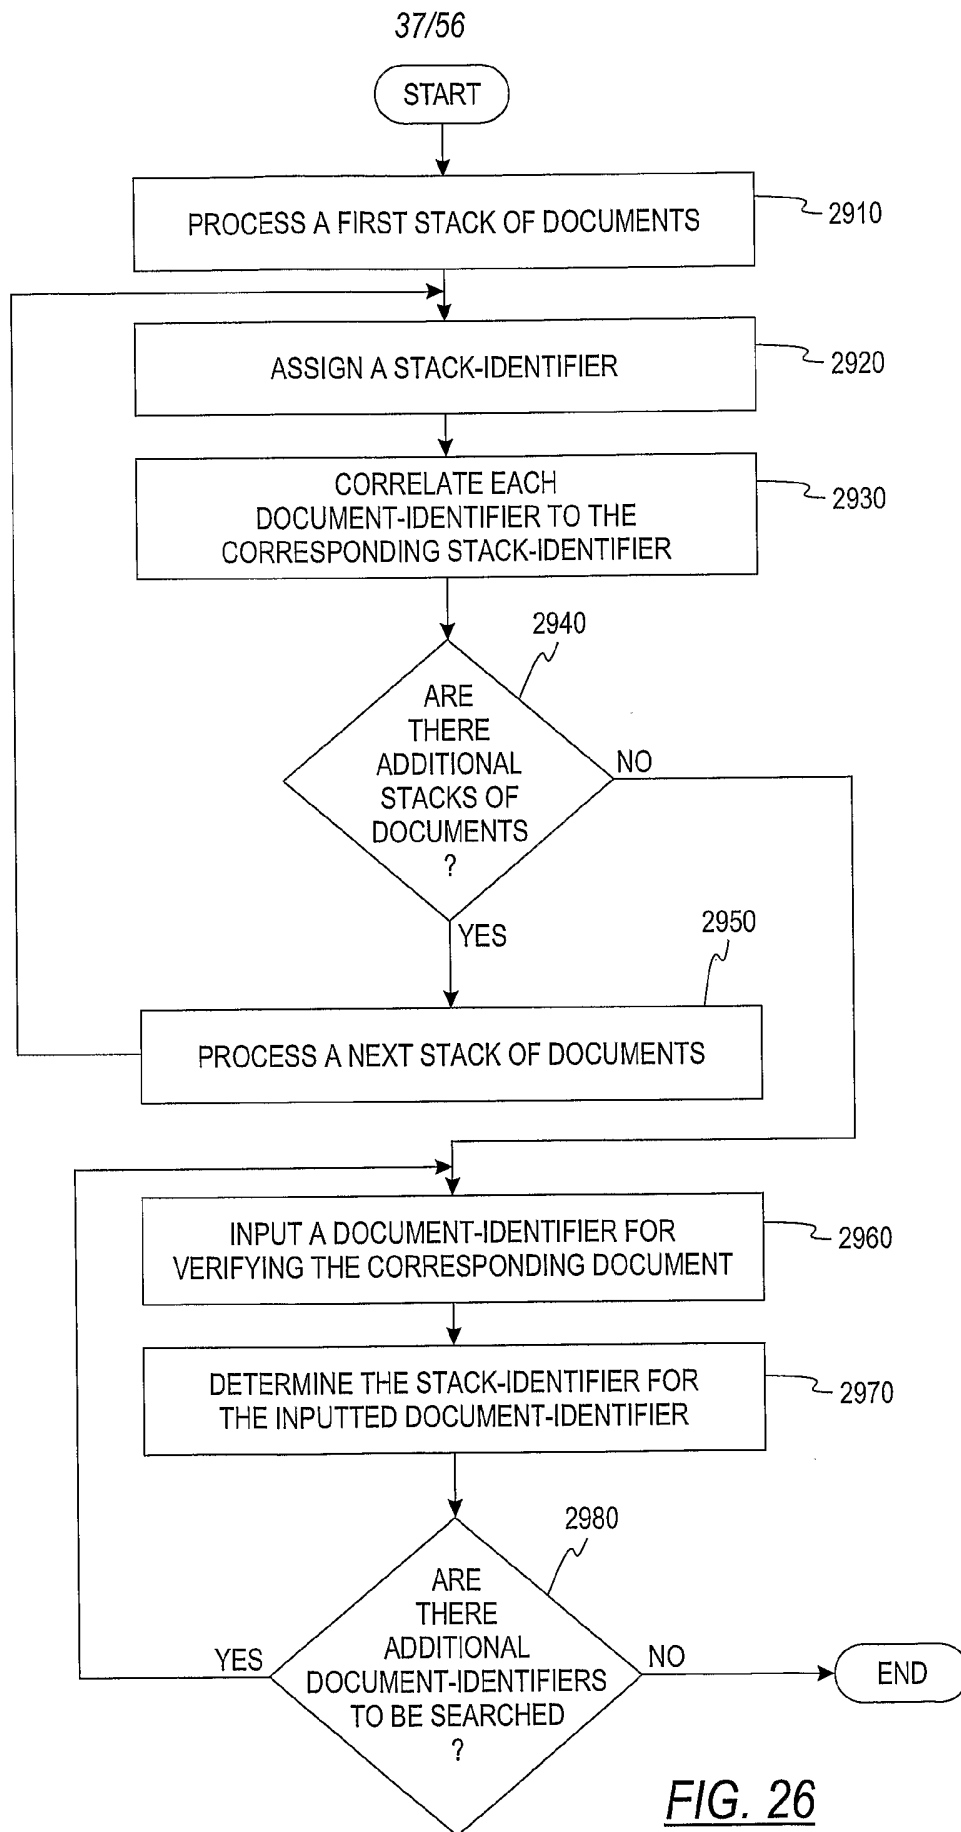 37/56
START
PROCESS A FIRST STACK OF DOCUMENTS
2910
ASSIGN A STACK-IDENTIFIER
2920
CORRELATE EACH
DOCUMENT-IDENTIFIER TO THE
CORRESPONDING STACK-IDENTIFIER
2930
2940
ARE
THERE
ADDITIONAL
STACKS OF
DOCUMENTS
?
NO
YES
2950
PROCESS A NEXT STACK OF DOCUMENTS
INPUT A DOCUMENT-IDENTIFIER FOR
VERIFYING THE CORRESPONDING DOCUMENT
2960
DETERMINE THE STACK-IDENTIFIER FOR
THE INPUTTED DOCUMENT-IDENTIFIER
2970
2980
ARE
THERE
ADDITIONAL
DOCUMENT-IDENTIFIERS
TO BE SEARCHED
?
YES
NO
END
FIG. 26